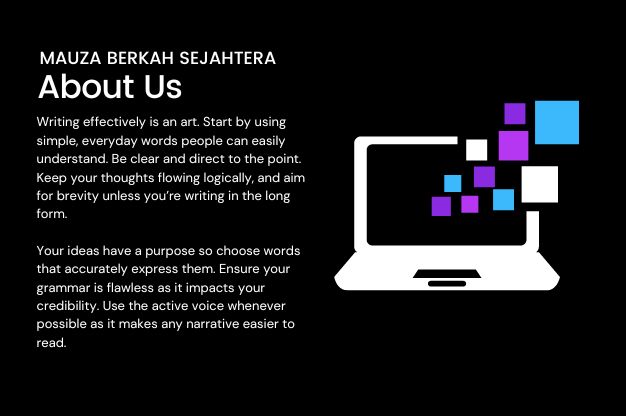 MAUZA BERKAH SEJAHTERA
About Us
Writing effectively is an art. Start by using
simple, everyday words people can easily
understand. Be clear and direct to the point.
Keep your thoughts flowing logically, and aim
for brevity unless you’re writing in the long
form.
Your ideas have a purpose so choose words
that accurately express them. Ensure your
grammar is flawless as it impacts your
credibility. Use the active voice whenever
possible as it makes any narrative easier to
read.